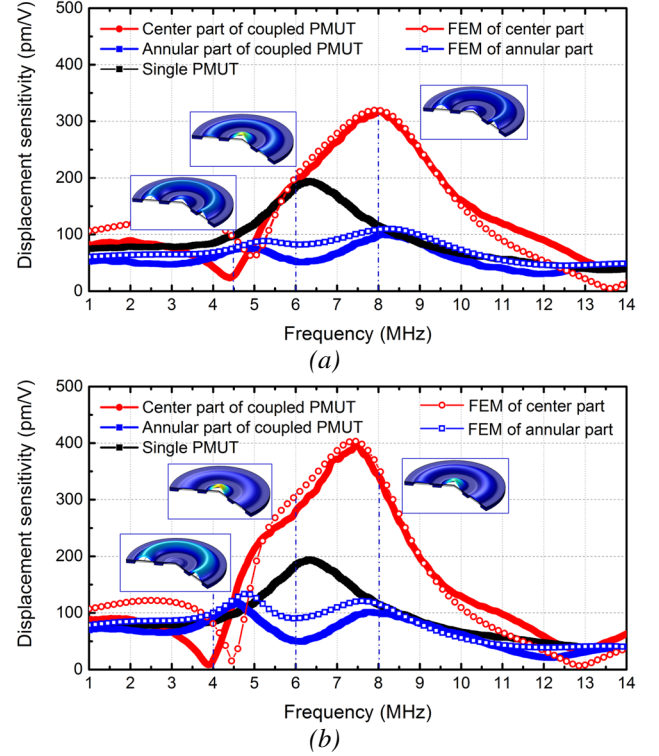 500
400
300
200
100
0
Displacement sensitivity (pm/V)
Center part of coupled PMUT
Annular part of coupled PMUT
Single PMUT
FEM of center part
FEM of annular part
1 2 3 4 5 6 7 8 9 10 11 12 13 14
Frequency (MHz)
(a)
500
400
300
200
100
0
Displacement sensitivity (pm/V)
Center part of coupled PMUT
Annular part of coupled PMUT
Single PMUT
FEM of center part
FEM of annular part
1 2 3 4 5 6 7 8 9 10 11 12 13 14
Frequency (MHz)
(b)